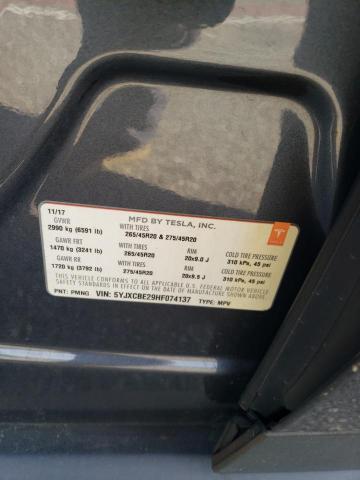 11/17
MFD BY TESLA, INC.
GVWR
2990 kg (6591 lb)
WITH TIRES
265/45R20 & 275/45R20
GAWR FRT
1470 kg (3241 lb)
WITH TIRES
265/45R20
RIM
20x9.0 J
COLD TIRE PRESSURE
310 kPa, 45 psi
GAWR RR
1720 kg (3792 lb)
WITH TIRES
275/45R20
RIM
20x9.5 J
COLD TIRE PRESSURE
310 kPa, 45 psi
THIS VEHICLE CONFORMS TO ALL APPLICABLE U.S. FEDERAL MOTOR VEHICLE
SAFETY STANDARDS IN EFFECT ON THE DATE OF MANUFACTURE SHOWN ABOVE.
PNT: PMNG VIN: 5YJXCBE29HF074137 TYPE: MPV